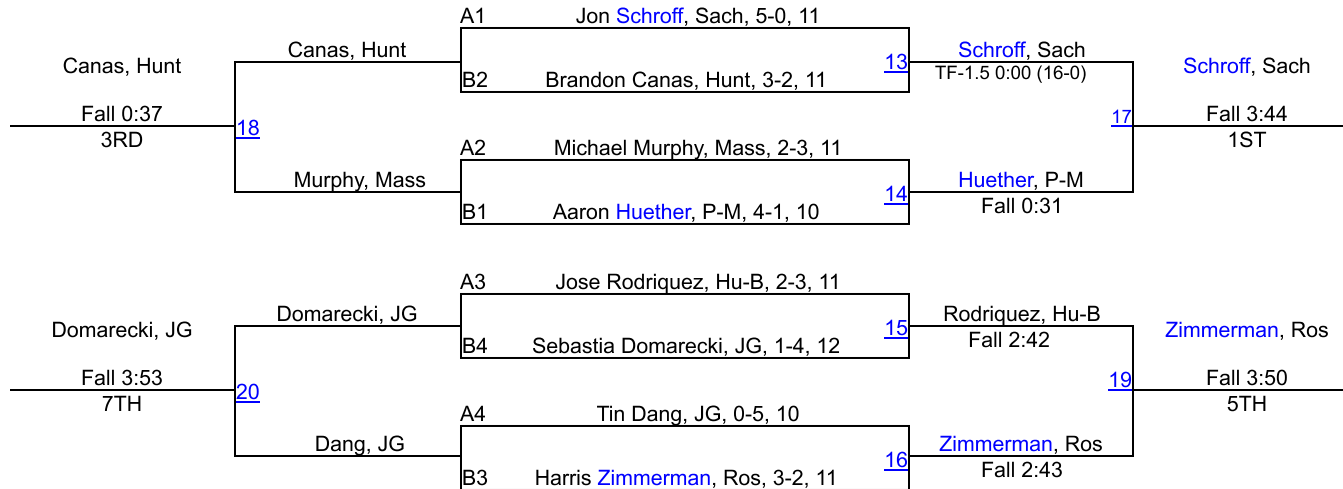 A1 Jon Schroff, Sach, 5-0, 11
Canas, Hunt
Schroff, Sach
Canas, Hunt
13
Schroff, Sach
TF-1.5 0:00 (16-0)
B2 Brandon Canas, Hunt, 3-2, 11
Fall 0:37
18
3RD
17
Fall 3:44
1ST
A2 Michael Murphy, Mass, 2-3, 11
Murphy, Mass
14
Huether, P-M
Fall 0:31
B1 Aaron Huether, P-M, 4-1, 10
A3 Jose Rodriquez, Hu-B, 2-3, 11
Domarecki, JG
Rodriquez, Hu-B
Domarecki, JG
15
Zimmerman, Ros
Fall 2:42
B4 Sebastia Domarecki, JG, 1-4, 12
Fall 3:53
20
7TH
19
Fall 3:50
5TH
A4 Tin Dang, JG, 0-5, 10
Dang, JG
16
Zimmerman, Ros
Fall 2:43
B3 Harris Zimmerman, Ros, 3-2, 11